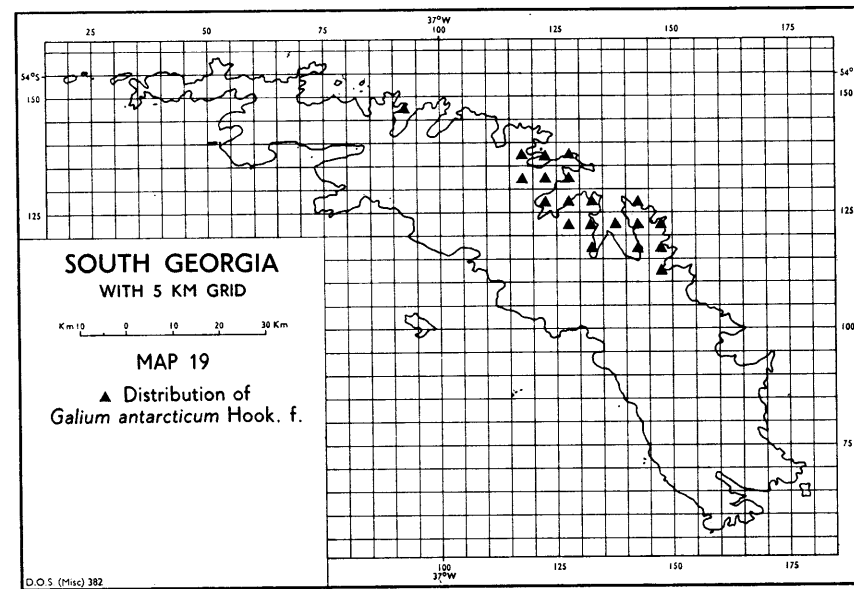 37°W
25 50 75 100 125 150 175
54°S 54°S
150 150
125 125
SOUTH GEORGIA
WITH 5 KM GRID
Km 10 0 10 20 30 Km
100
MAP 19
▲ Distribution of
Galium antarcticum Hook. f.
75
100 125 150 175
37°W
D.O.S (Misc) 382